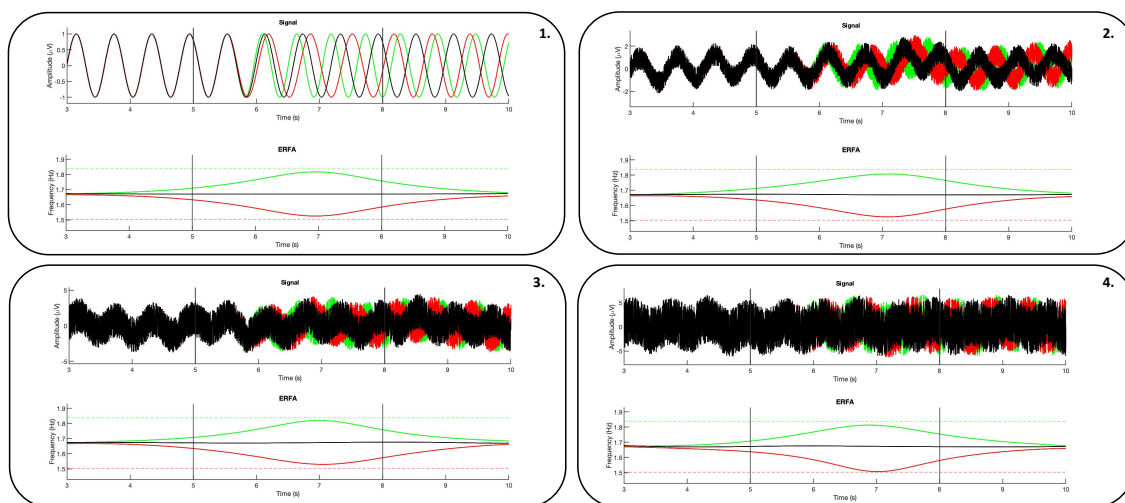 Signal
1.
Amplitude (μV)
1
0.5
0
-0.5
-1
3 4 5 6 7 8 9 10
Time (s)
ERFA
Frequency (Hz)
1.9
1.8
1.7
1.6
1.5
3 4 5 6 7 8 9 10
Time (s)
Signal
2.
Amplitude (μV)
2
0
-2
3 4 5 6 7 8 9 10
Time (s)
ERFA
Frequency (Hz)
1.9
1.8
1.7
1.6
1.5
3 4 5 6 7 8 9 10
Time (s)
Signal
3.
Amplitude (μV)
5
0
-5
3 4 5 6 7 8 9 10
Time (s)
ERFA
Frequency (Hz)
1.9
1.8
1.7
1.6
1.5
3 4 5 6 7 8 9 10
Time (s)
Signal
4.
Amplitude (μV)
5
0
-5
3 4 5 6 7 8 9 10
Time (s)
ERFA
Frequency (Hz)
1.9
1.8
1.7
1.6
1.5
3 4 5 6 7 8 9 10
Time (s)